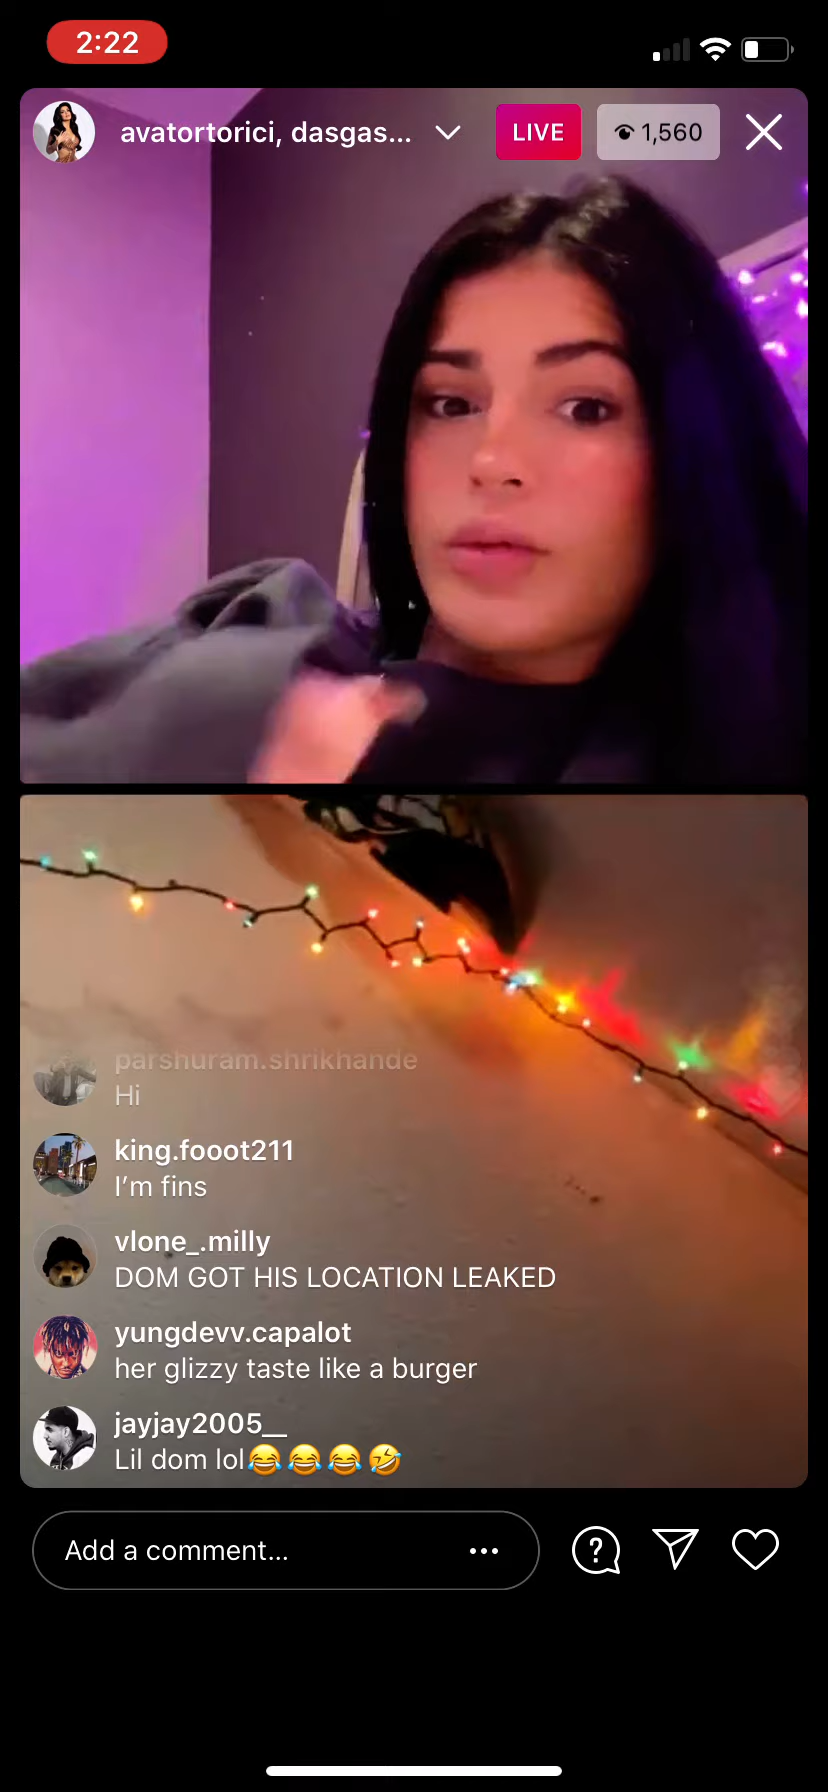 2:22
avatortorici, dasgas...
LIVE
1,560
parshuram.shrikhande
Hi
king.fooot211
I'm fins
vlone_.milly
DOM GOT HIS LOCATION LEAKED
yungdevv.capalot
her glizzy taste like a burger
jayjay2005__
Lil dom lol😂😂😂🤣
Add a comment...